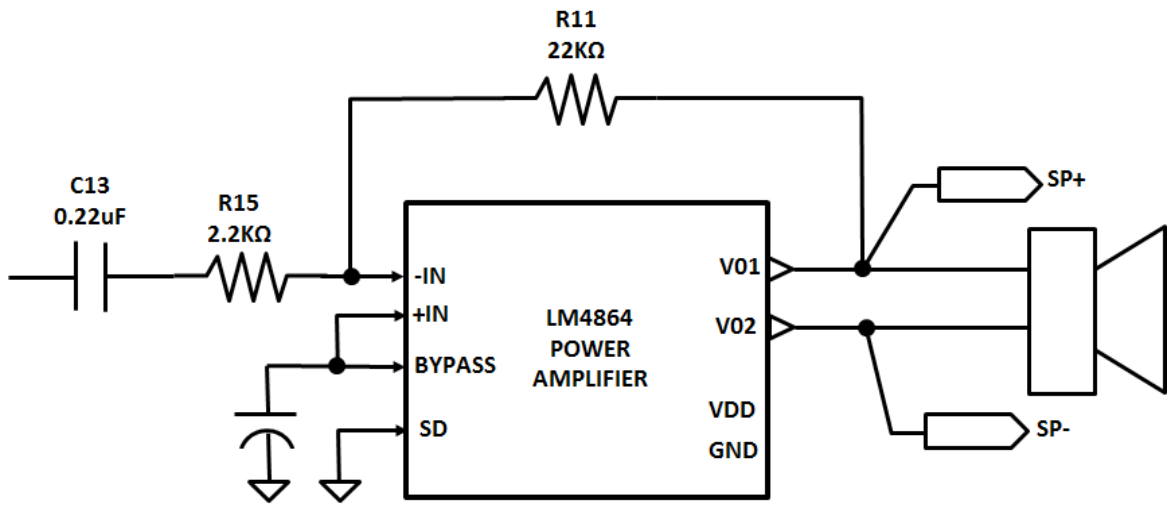 R11
22KΩ
C13
0.22uF
R15
2.2KΩ
SP+
-IN
V01
+IN
LM4864
POWER
AMPLIFIER
V02
BYPASS
VDD
SD
GND
SP-